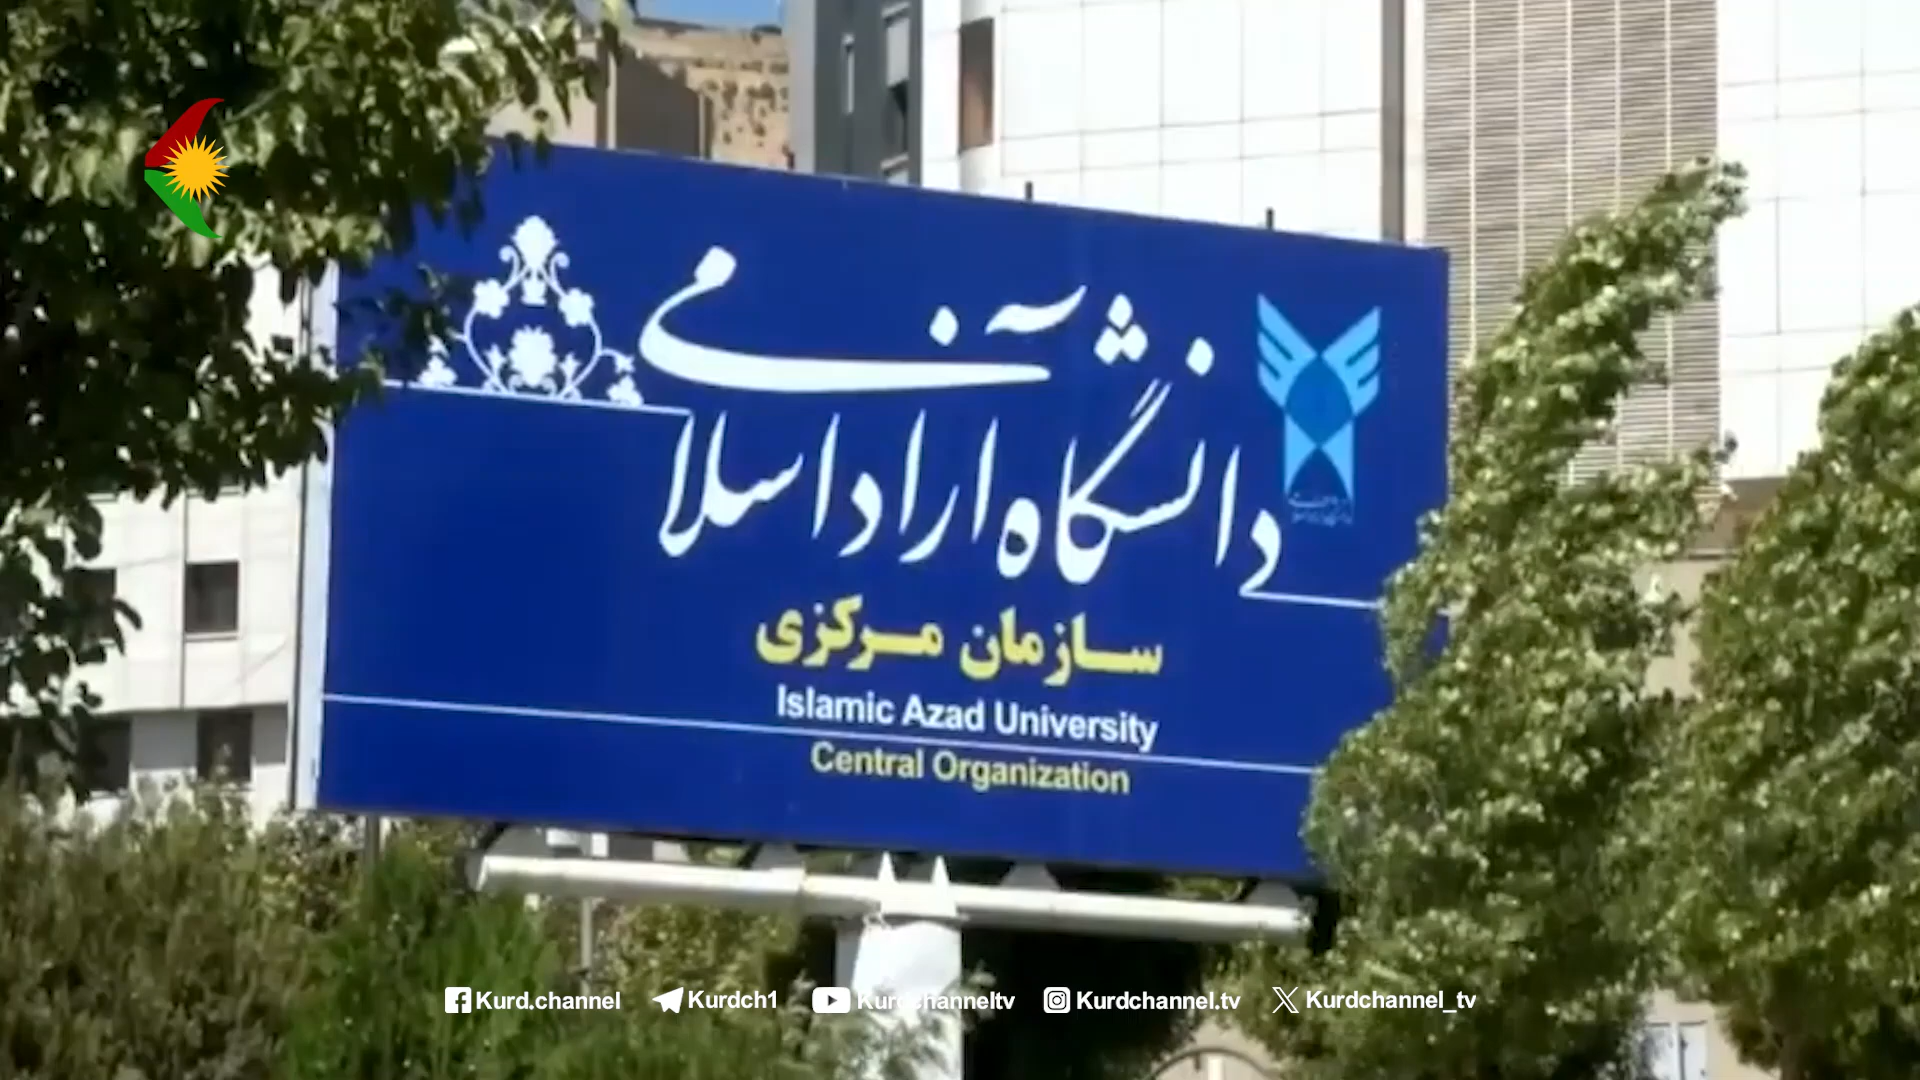 دانشگاه آزاد اسلامی
سازمان مرکزی
Islamic Azad University
Central Organization
Kurd.channel
Kurdch1
Kurdchanneltv
Kurdchannel.tv
Kurdchannel_tv